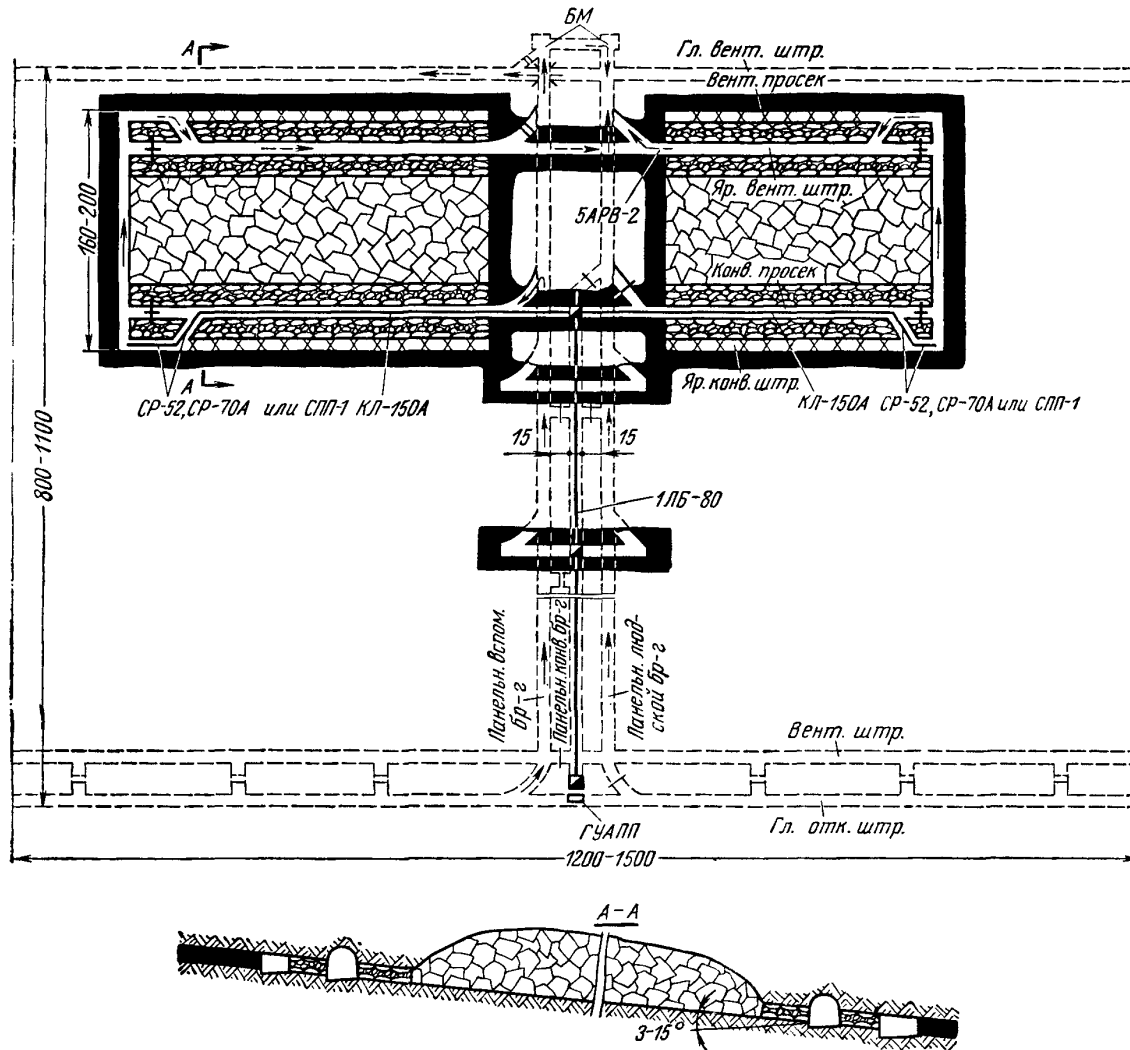 БМ
А
Гл. вент. штр.
Вент. просек
160-200
5АРВ-2
Яр. вент. штр.
Конв. просек
А
Яр. конв. штр.
СР-52, СР-70А или СПП-1
КЛ-150А
КЛ-150А
СР-52, СР-70А или СПП-1
800-1100
15
15
1ЛБ-80
Панельн. вспом.
бр-г
Панельн. конв. бр-г
Панельн. люд-
ской бр-г
Вент. штр.
Гл. отк. штр.
ГУАПП
1200-1500
А-А
3-15°